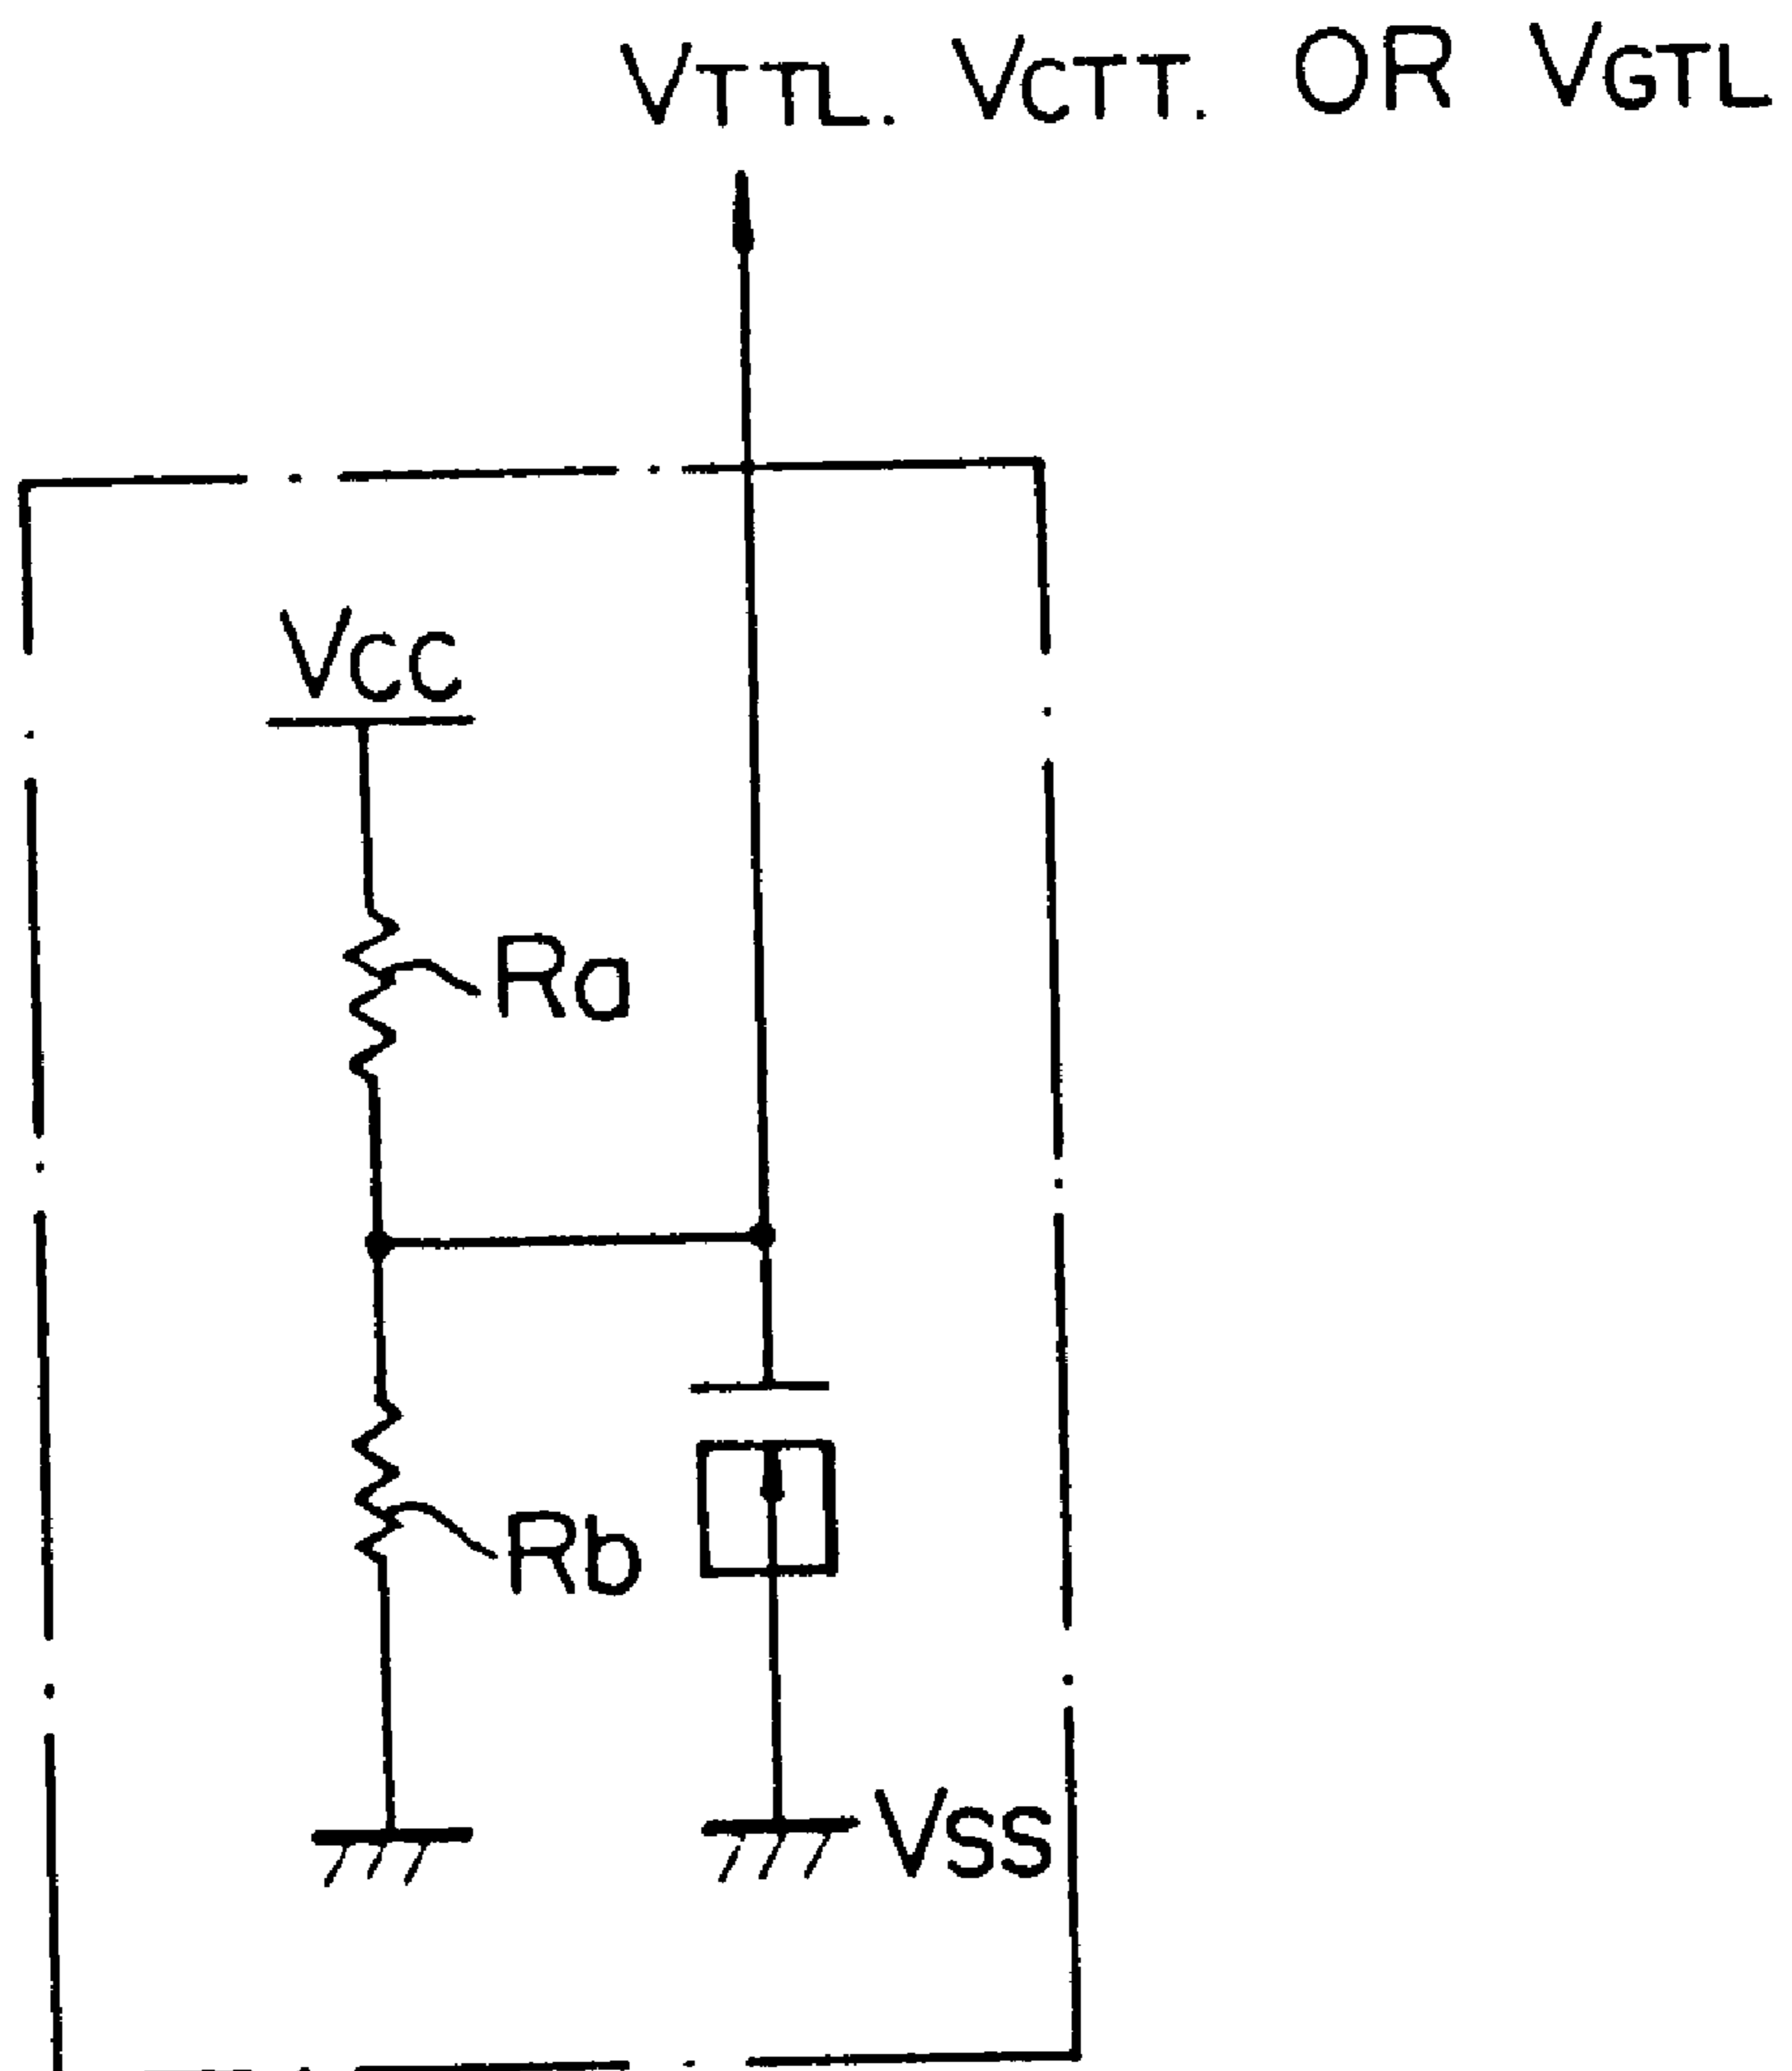 VTTL. VCTT. OR VGTL
VCC
Ra
Rb
VSS